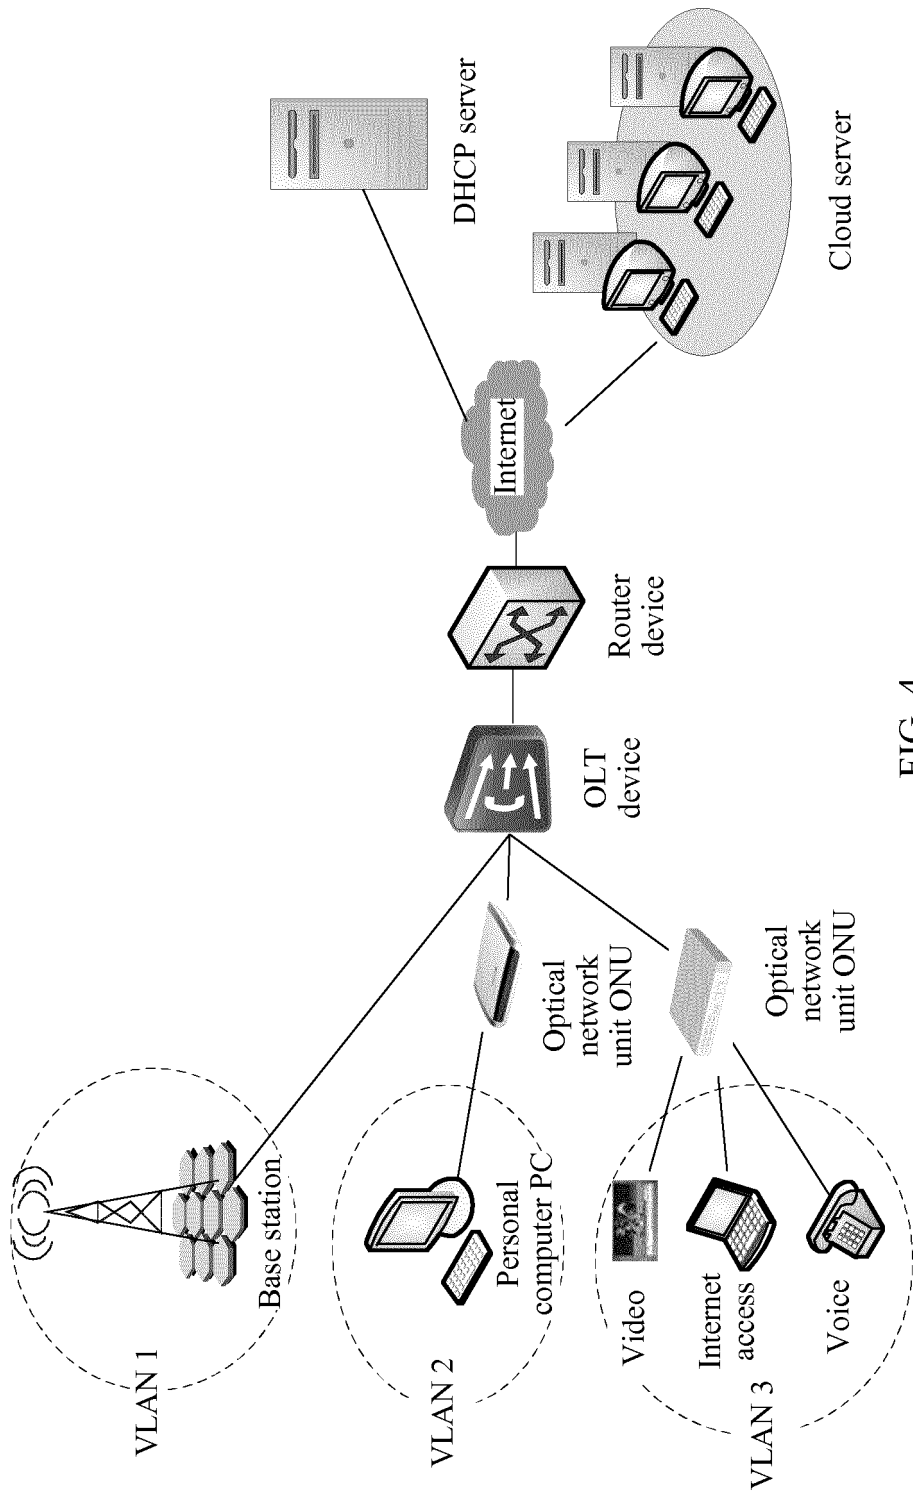 VLAN 1
Base station
VLAN 2
Personal
computer PC
VLAN 3
Video
Internet
access
Voice
Optical
network
unit ONU
Optical
network
unit ONU
OLT
device
Router
device
Internet
DHCP server
Cloud server
FIG. 4